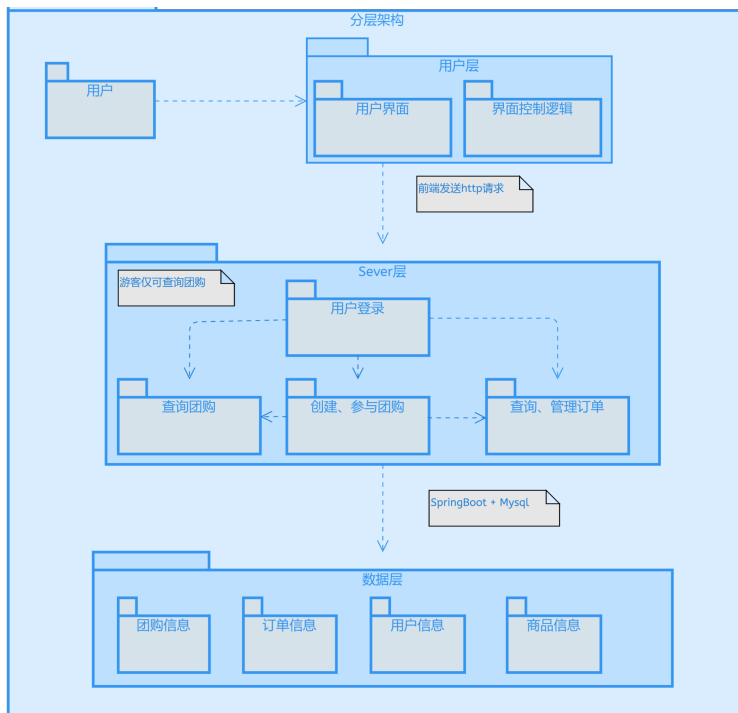 分层架构
用户
用户层
用户界面
界面控制逻辑
前端发送http请求
Sever层
游客仅可查询团购
用户登录
查询团购
创建、参与团购
查询、管理订单
SpringBoot + Mysql
数据层
团购信息
订单信息
用户信息
商品信息